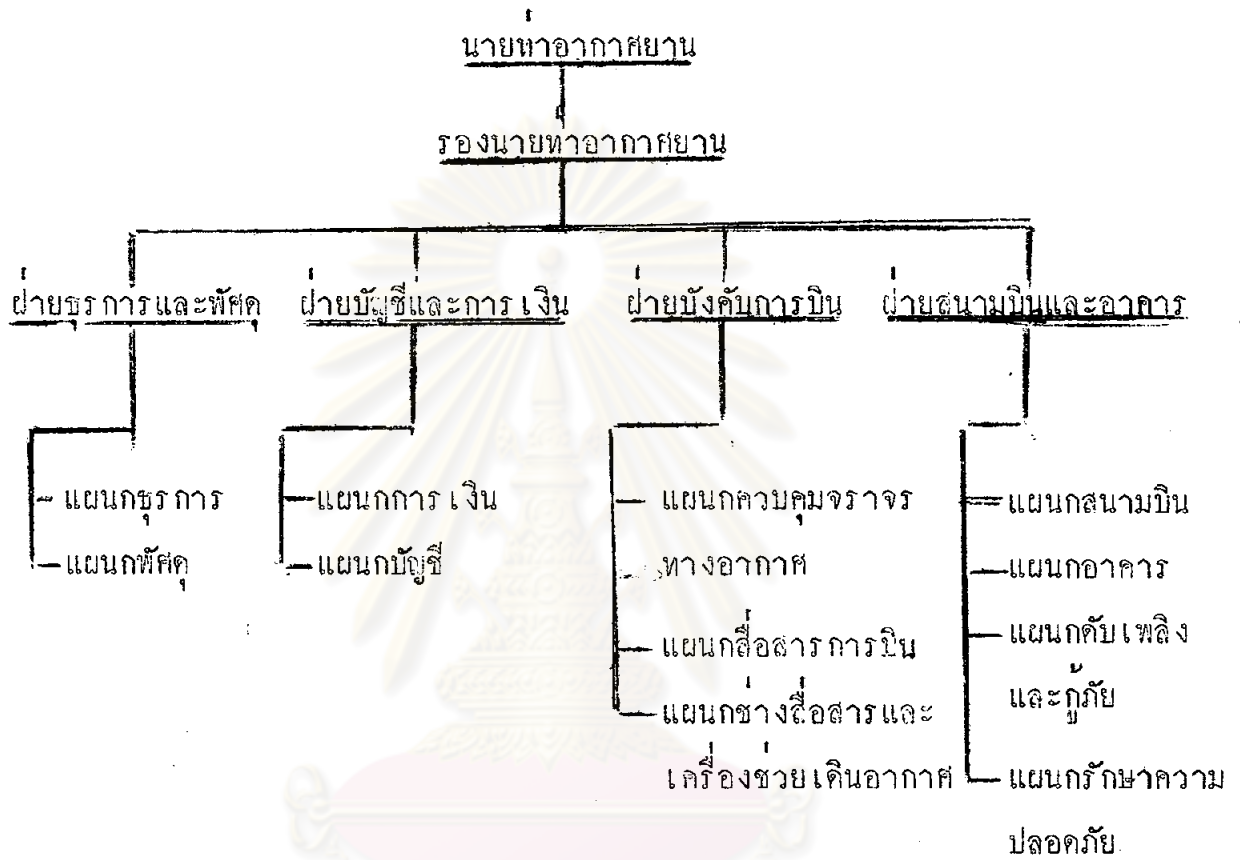 นายท่าอากาศยาน
รองนายท่าอากาศยาน
ฝ่ายธุรการและพัศดุ
ฝ่ายบัญชีและการเงิน
ฝ่ายบังคับการบิน
ฝ่ายสนามบินและอาคาร
แผนกธุรการ
แผนกพัศดุ
แผนกการเงิน
แผนกบัญชี
แผนกควบคุมจราจร
ทางอากาศ
แผนกสื่อสารการบิน
แผนกช่างสื่อสารและ
เครื่องช่วยเดินอากาศ
แผนกสนามบิน
แผนกอาคาร
แผนกดับเพลิง
และกู้ภัย
แผนกรักษาความ
ปลอดภัย